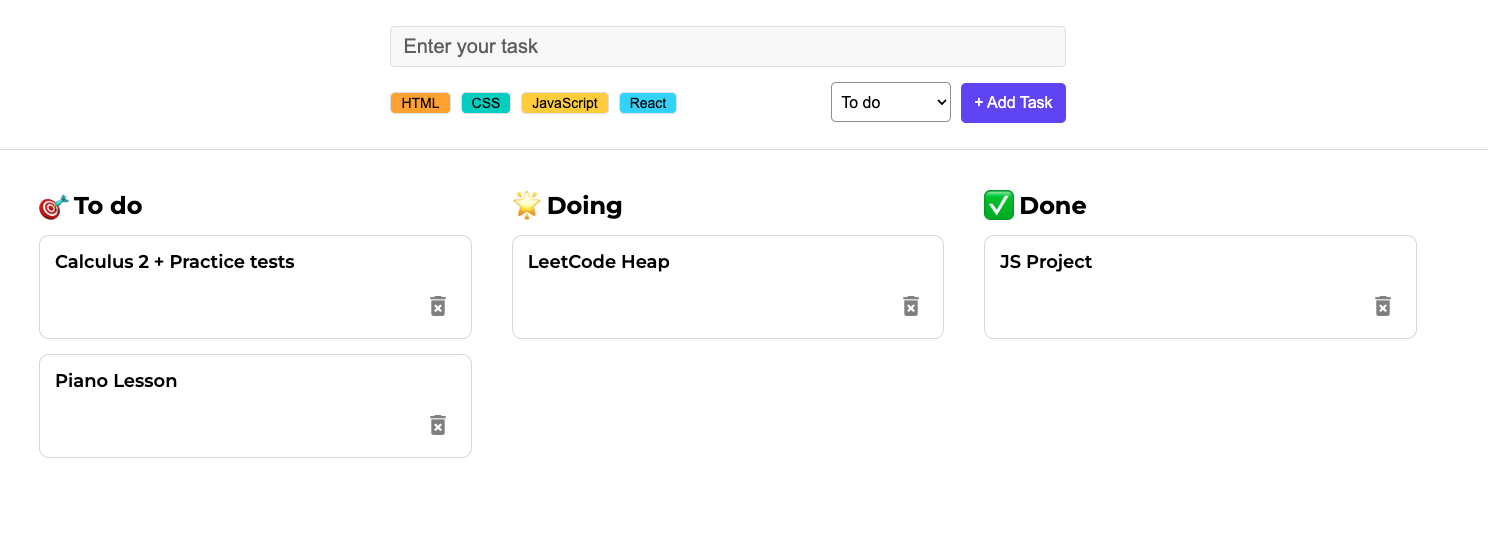 Enter your task
HTML CSS JavaScript React To do + Add Task
To do
Calculus 2 + Practice tests
Piano Lesson
Doing
LeetCode Heap
Done
JS Project